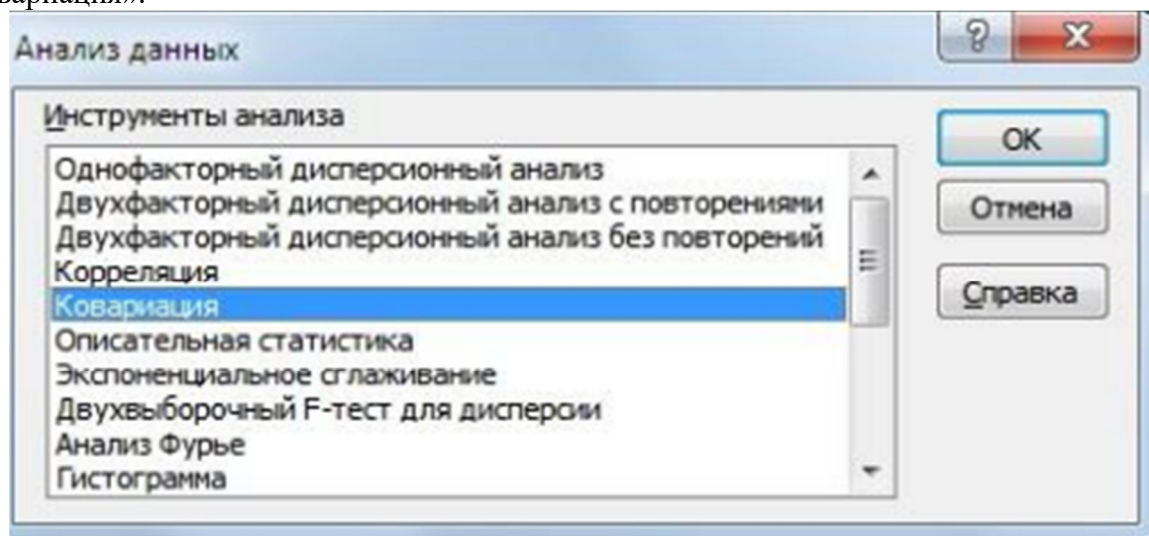 Анализ данных
Инструменты анализа
Однофакторный дисперсионный анализ
Двухфакторный дисперсионный анализ с повторениями
Двухфакторный дисперсионный анализ без повторений
Корреляция
Ковариация
Описательная статистика
Экспоненциальное сглаживание
Двухвыборочный F-тест для дисперсии
Анализ Фурье
Гистограмма
ОК
Отмена
Справка